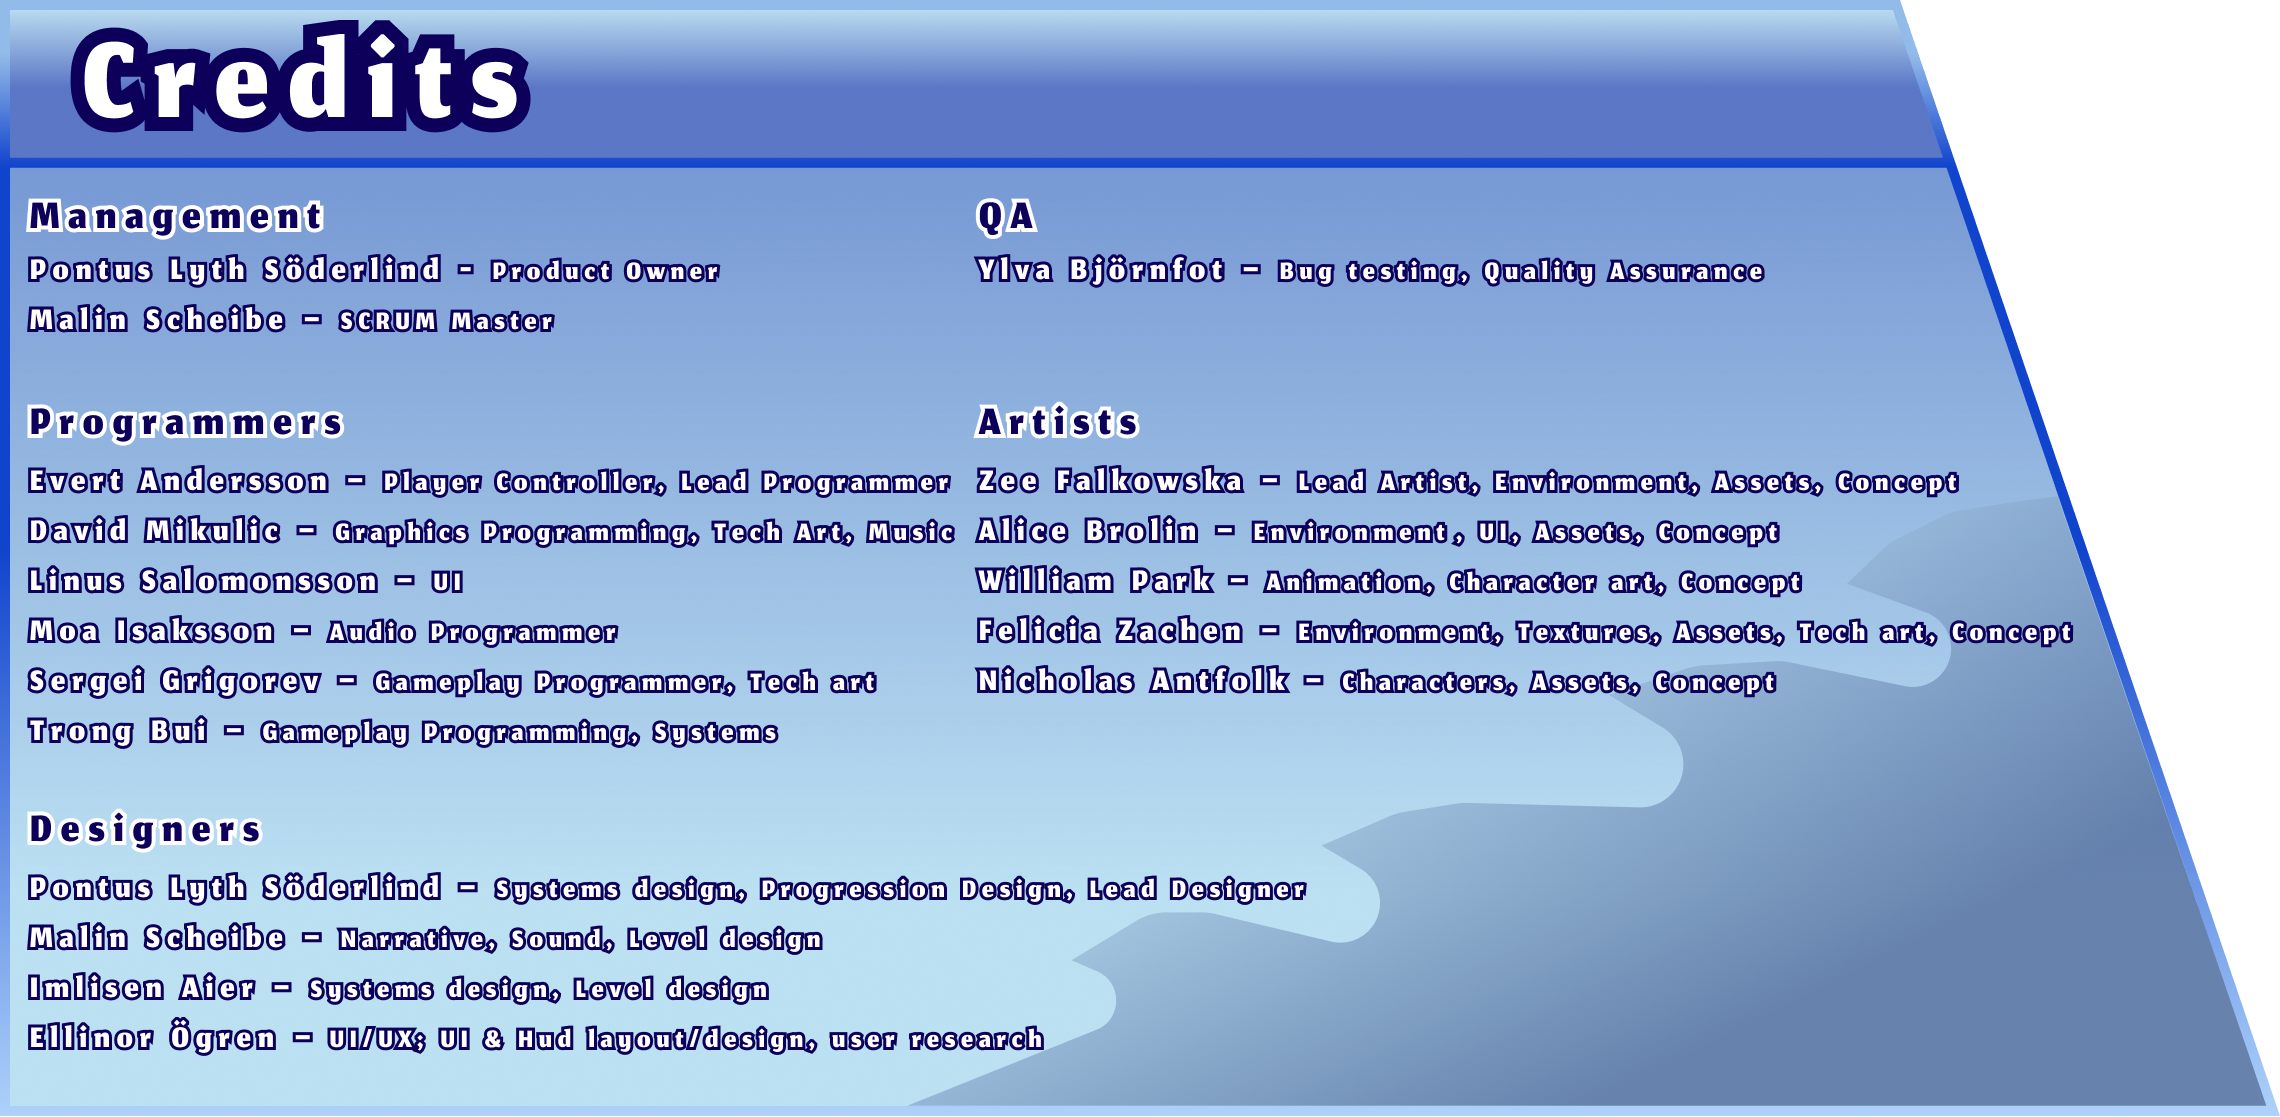 Credits
Management
Pontus Lyth Söderlind – Product Owner
Malin Scheibe – SCRUM Master
QA
Ylva Björnfot – Bug testing, Quality Assurance
Programmers
Evert Andersson – Player Controller, Lead Programmer
David Mikulic – Graphics Programming, Tech Art, Music
Linus Salomonsson – UI
Moa Isaksson – Audio Programmer
Sergei Grigorev – Gameplay Programmer, Tech art
Trong Bui – Gameplay Programming, Systems
Artists
Zee Falkowska – Lead Artist, Environment, Assets, Concept
Alice Brolin – Environment, UI, Assets, Concept
William Park – Animation, Character art, Concept
Felicia Zachen – Environment, Textures, Assets, Tech art, Concept
Nicholas Antfolk – Characters, Assets, Concept
Designers
Pontus Lyth Söderlind – Systems design, Progression Design, Lead Designer
Malin Scheibe – Narrative, Sound, Level design
Imlisen Aier – Systems design, Level design
Ellinor Ögren – UI/UX; UI & Hud layout/design, user research